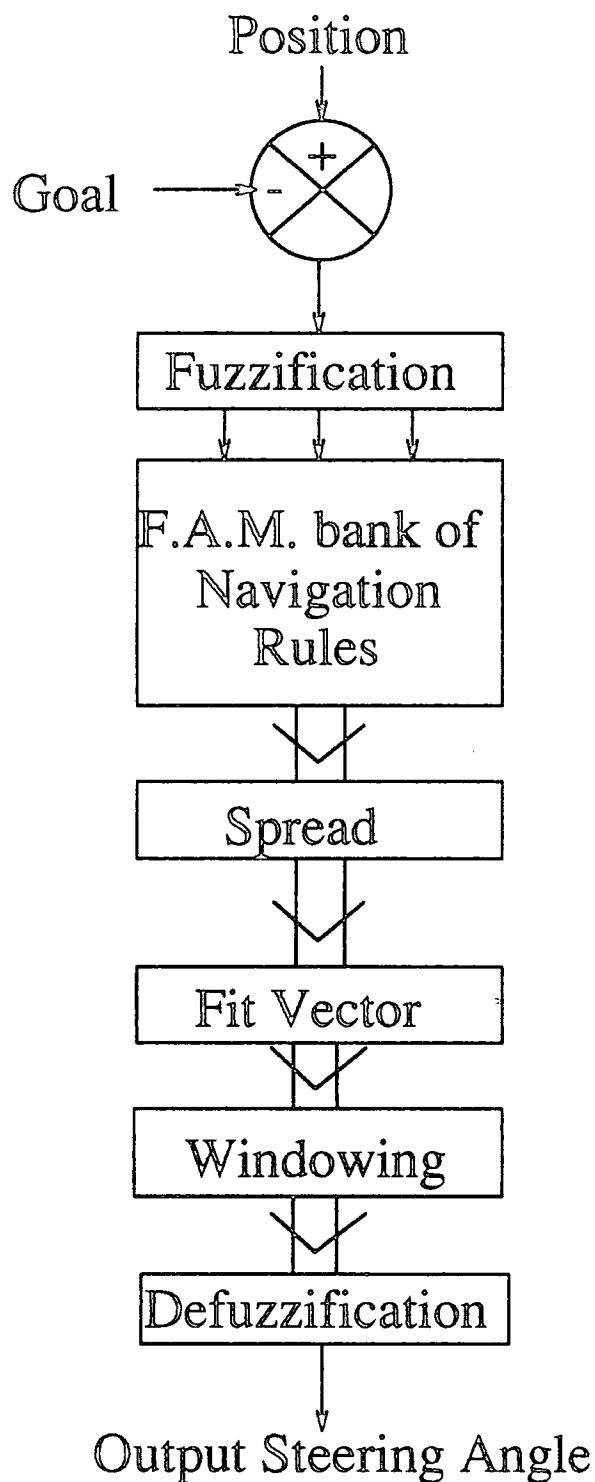 Position
+
Goal
-
Fuzzification
F.A.M. bank of
Navigation
Rules
Spread
Fit Vector
Windowing
Defuzzification
Output Steering Angle